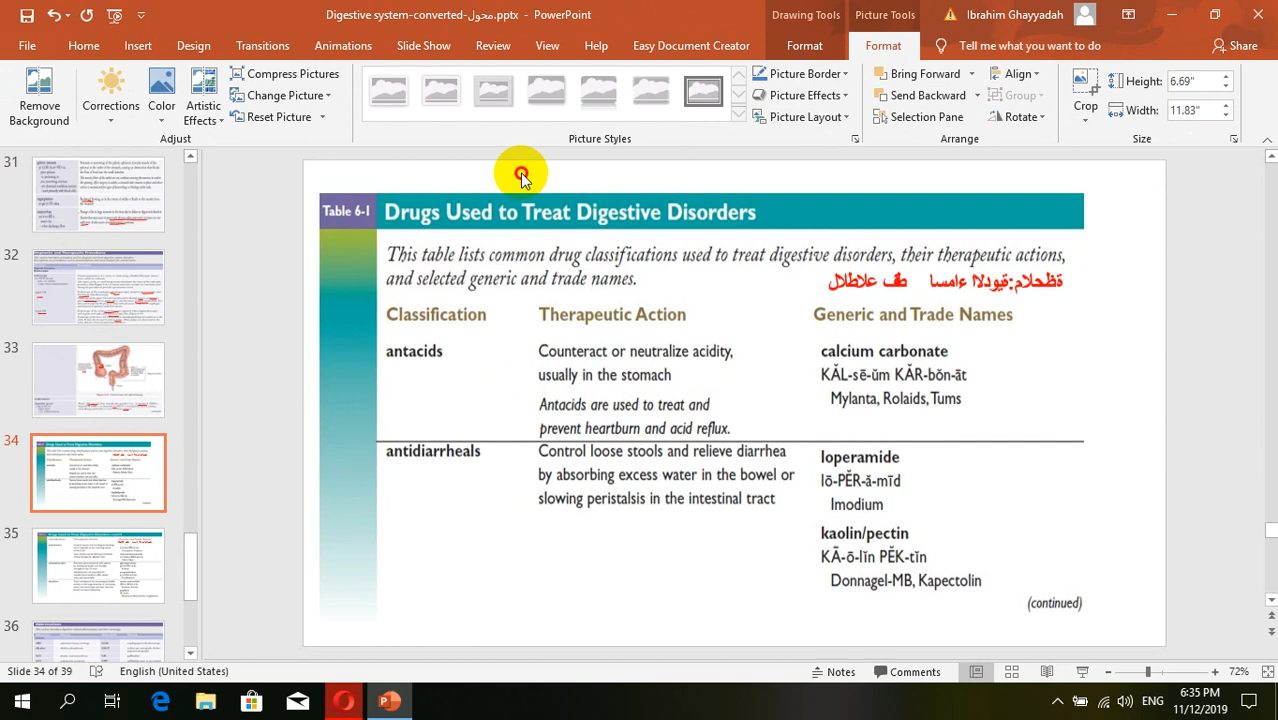 Digestive system-converted-محول.pptx - PowerPoint
Drawing Tools
Picture Tools
Ibrahim Ghayyadah
File Home Insert Design Transitions Animations Slide Show Review View Help Easy Document Creator Format Format Tell me what you want to do Share
Remove Background
Corrections
Color
Artistic Effects
Compress Pictures
Change Picture
Reset Picture
Adjust
Picture Styles
Picture Border
Picture Effects
Picture Layout
Bring Forward
Send Backward
Selection Pane
Align
Group
Rotate
Arrange
Crop
Height: 6.69"
Width: 11.83"
Size
31
32
33
34
35
36
Table 6-1 Drugs Used to Treat Digestive Disorders
This table lists common drug classifications used to treat digestive disorders, their therapeutic actions,
and selected generic and trade names.
Classification Therapeutic Action Generic and Trade Names
antacids
Counteract or neutralize acidity,
usually in the stomach
Antacids are used to treat and
prevent heartburn and acid reflux.
calcium carbonate
KĂL-sē-ŭm KĂR-bŏn-āt
Mylanta, Rolaids, Tums
antidiarrheals
Control loose stools and relieve diarrhea
by absorbing excess water in the bowel or
slowing peristalsis in the intestinal tract
loperamide
lō-PĔR-ă-mīd
Imodium
kaolin/pectin
KĀ-ō-lĭn PĔK-tĭn
Donnagel-MB, Kapectolin
(continued)
Slide 34 of 39
English (United States)
Notes
Comments
72%
ENG
6:35 PM
11/12/2019